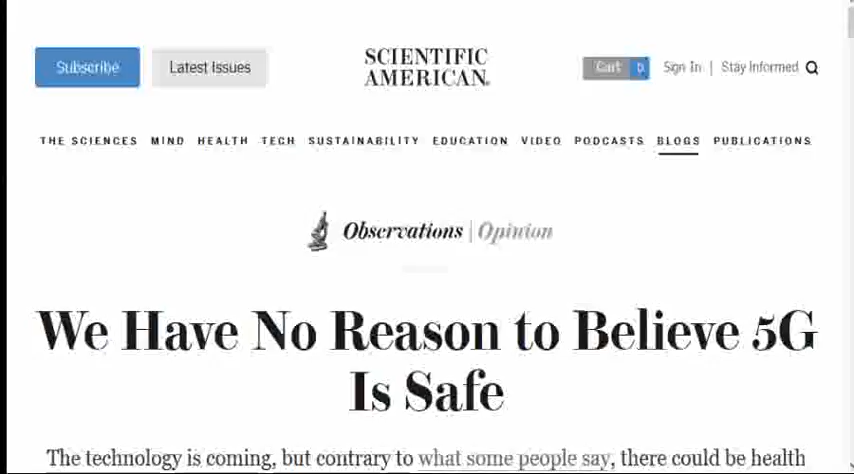 Subscribe Latest Issues SCIENTIFIC AMERICAN. Cart 0 Sign In | Stay Informed
THE SCIENCES MIND HEALTH TECH SUSTAINABILITY EDUCATION VIDEO PODCASTS BLOGS PUBLICATIONS
Observations | Opinion
We Have No Reason to Believe 5G
Is Safe
The technology is coming, but contrary to what some people say, there could be health